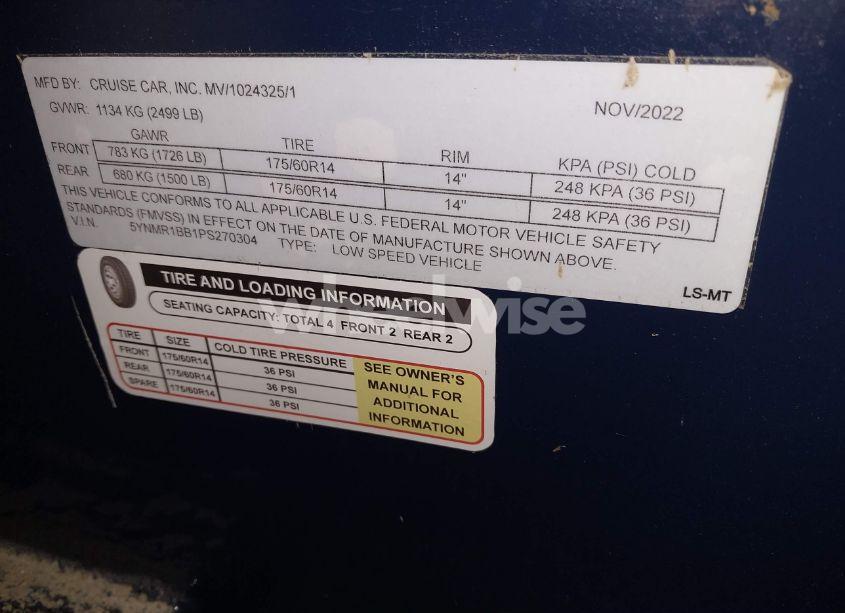 MFD BY: CRUISE CAR, INC. MV/1024325/1
NOV/2022
GVWR: 1134 KG (2499 LB)
GAWR TIRE RIM KPA (PSI) COLD
FRONT 783 KG (1726 LB) 175/60R14 14" 248 KPA (36 PSI)
REAR 680 KG (1500 LB) 175/60R14 14" 248 KPA (36 PSI)
THIS VEHICLE CONFORMS TO ALL APPLICABLE U.S. FEDERAL MOTOR VEHICLE SAFETY
STANDARDS (FMVSS) IN EFFECT ON THE DATE OF MANUFACTURE SHOWN ABOVE.
V.I.N. 5YNMR1BB1PS270304 TYPE: LOW SPEED VEHICLE
LS-MT
TIRE AND LOADING INFORMATION
SEATING CAPACITY: TOTAL 4 FRONT 2 REAR 2
TIRE SIZE COLD TIRE PRESSURE
FRONT 175/60R14 36 PSI
REAR 175/60R14 36 PSI
SPARE 175/60R14 36 PSI
SEE OWNER'S
MANUAL FOR
ADDITIONAL
INFORMATION